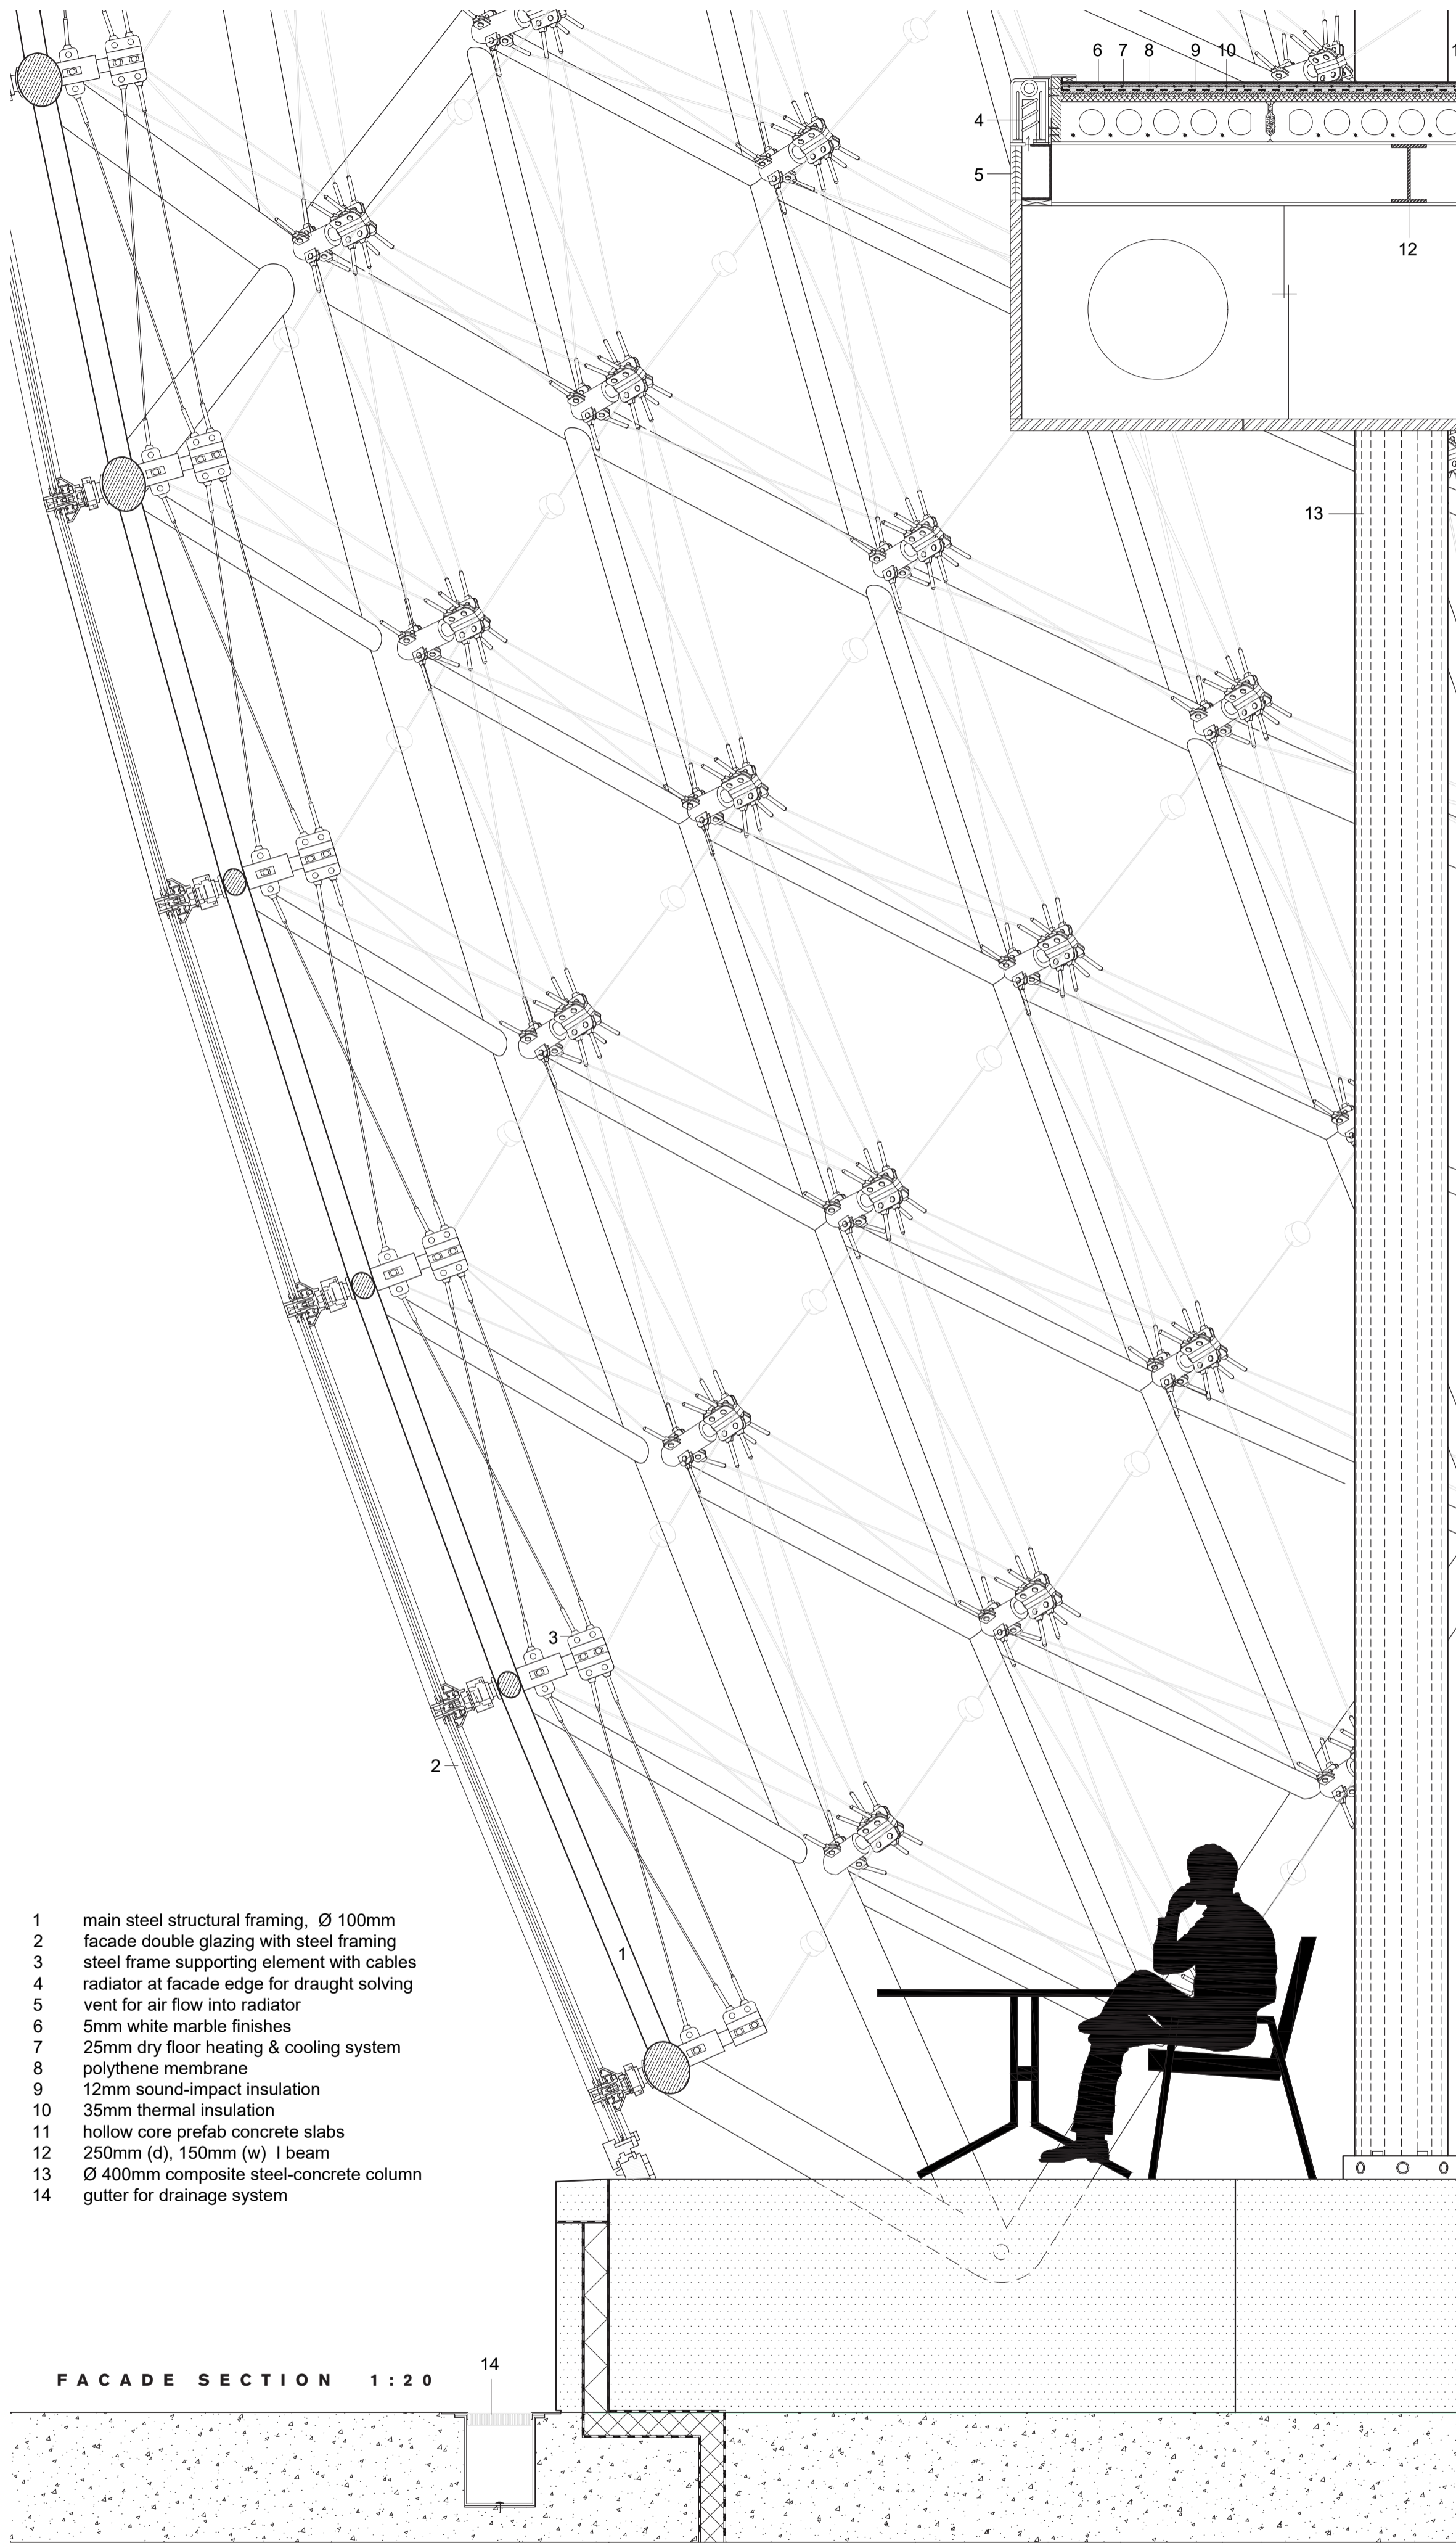 6 7 8 9 10 1
4
5
12
13
3
2
1
1 main steel structural framing, Ø 100mm
2 facade double glazing with steel framing
3 steel frame supporting element with cables
4 radiator at facade edge for draught solving
5 vent for air flow into radiator
6 5mm white marble finishes
7 25mm dry floor heating & cooling system
8 polythene membrane
9 12mm sound-impact insulation
10 35mm thermal insulation
11 hollow core prefab concrete slabs
12 250mm (d), 150mm (w) I beam
13 Ø 400mm composite steel-concrete column
14 gutter for drainage system
14
FACADE SECTION 1:20